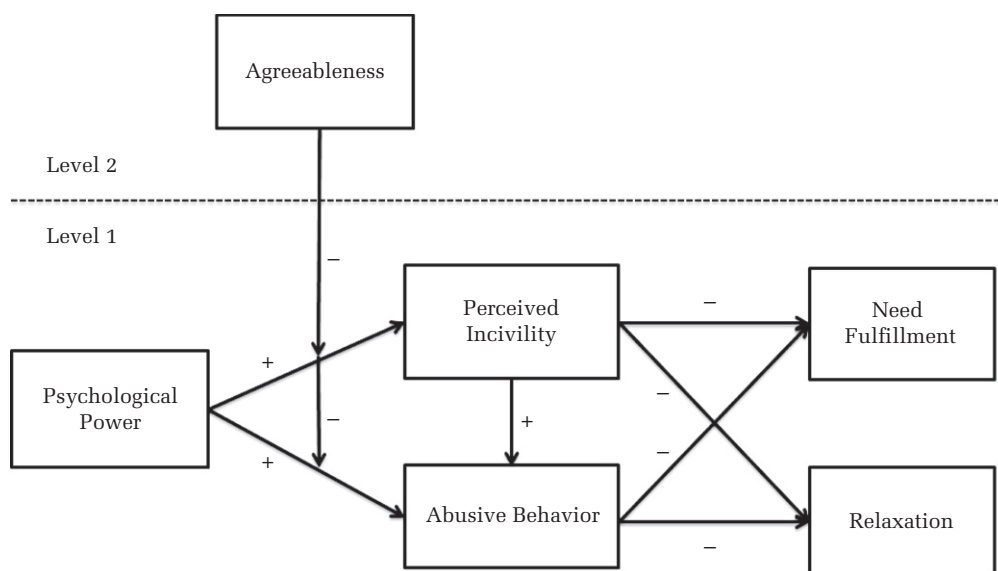 Agreeableness
Level 2
Level 1
–
Perceived
Incivility
–
Need
Fulfillment
+
Psychological
Power
–
+
–
+
–
Abusive Behavior
Relaxation
–